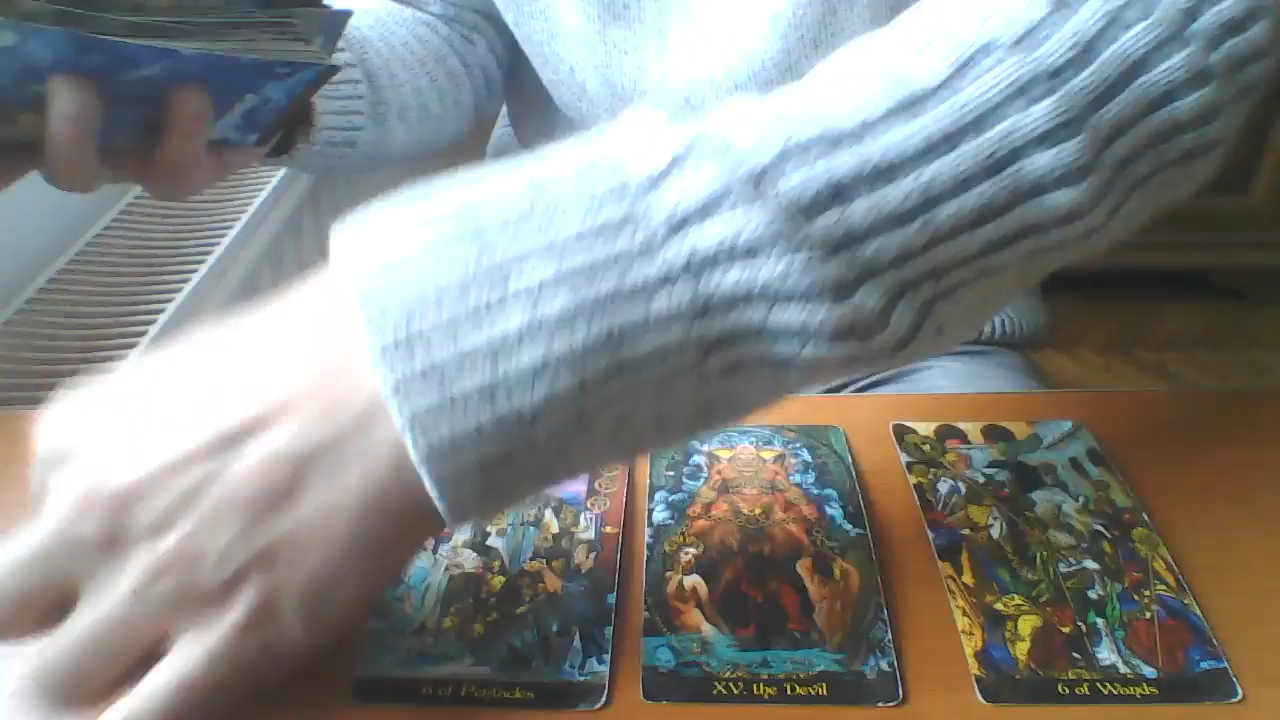 6 of Pentacles
XV. the Devil
6 of Wands